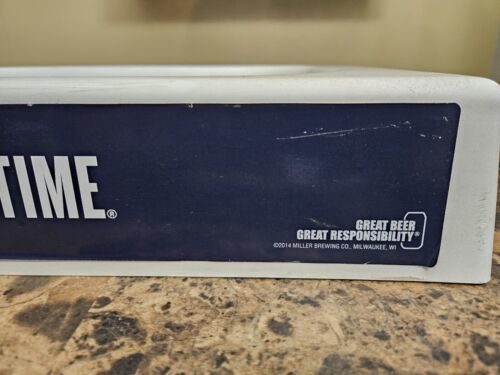 TIME®
GREAT BEER
GREAT RESPONSIBILITY®
©2014 MILLER BREWING CO., MILWAUKEE, WI